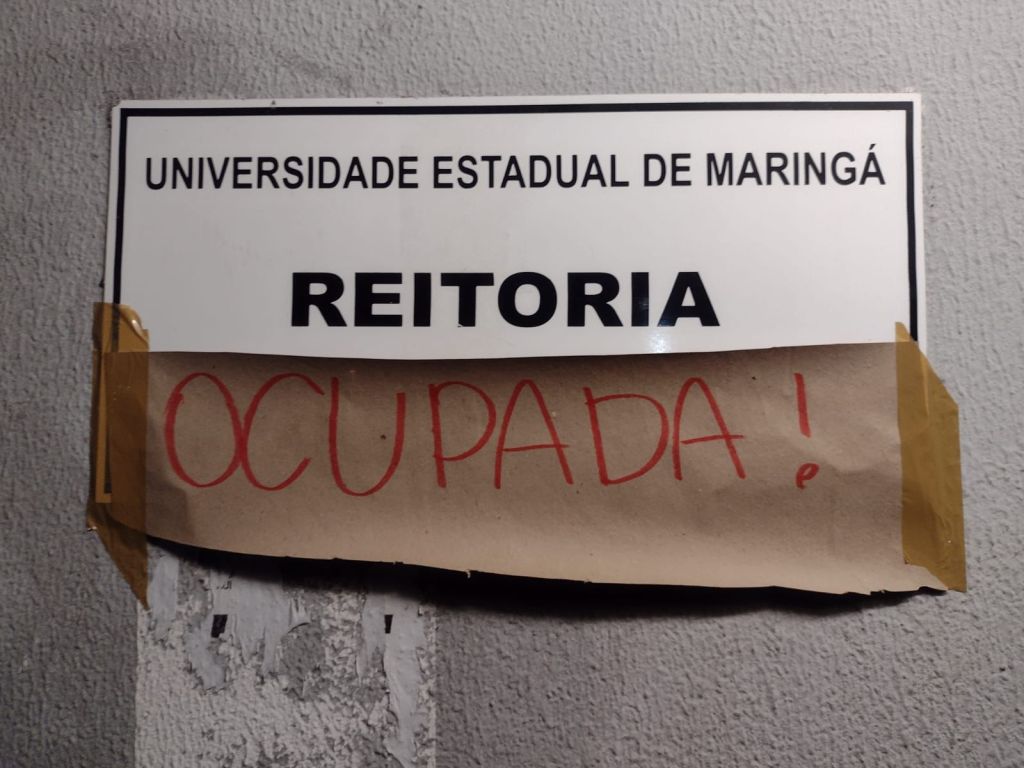 UNIVERSIDADE ESTADUAL DE MARINGÁ
REITORIA
OCUPADA!